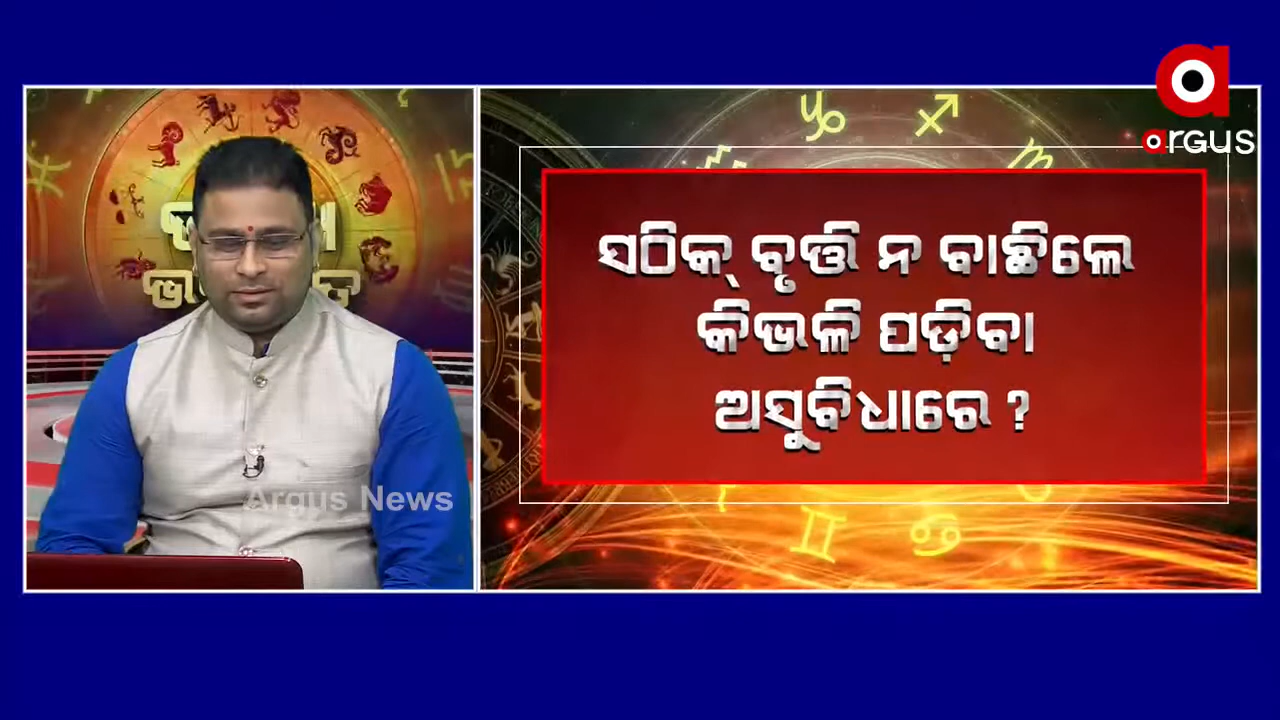 argus
ସଠିକ୍ ବୃତ୍ତି ନ ବାଛିଲେ
କିଭଳି ପଡ଼ିବା
ଅସୁବିଧାରେ ?
Argus News